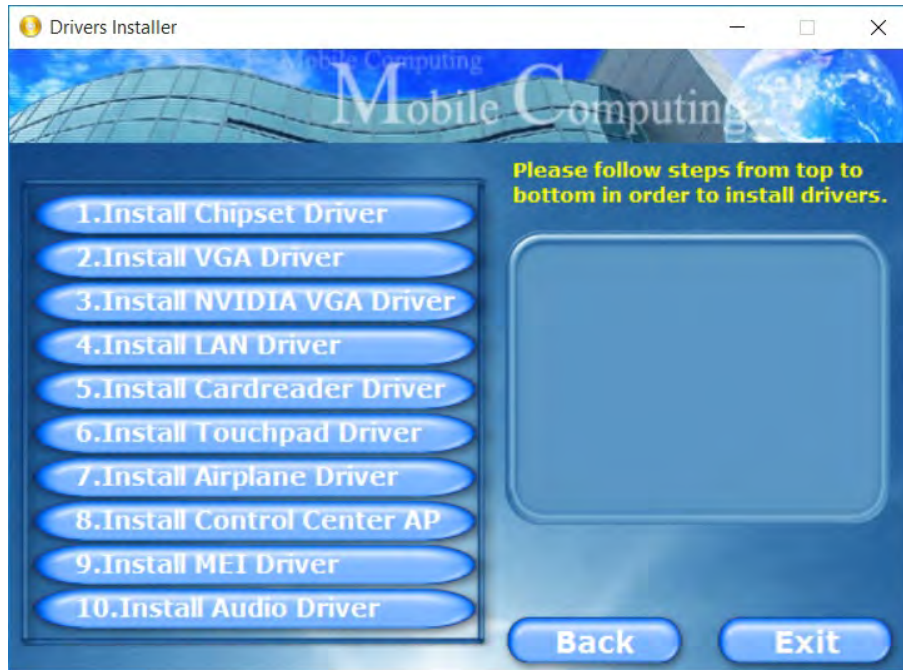 Drivers Installer
Mobile Computing
Mobile Computing
Please follow steps from top to
bottom in order to install drivers.
1.Install Chipset Driver
2.Install VGA Driver
3.Install NVIDIA VGA Driver
4.Install LAN Driver
5.Install Cardreader Driver
6.Install Touchpad Driver
7.Install Airplane Driver
8.Install Control Center AP
9.Install MEI Driver
10.Install Audio Driver
Back
Exit